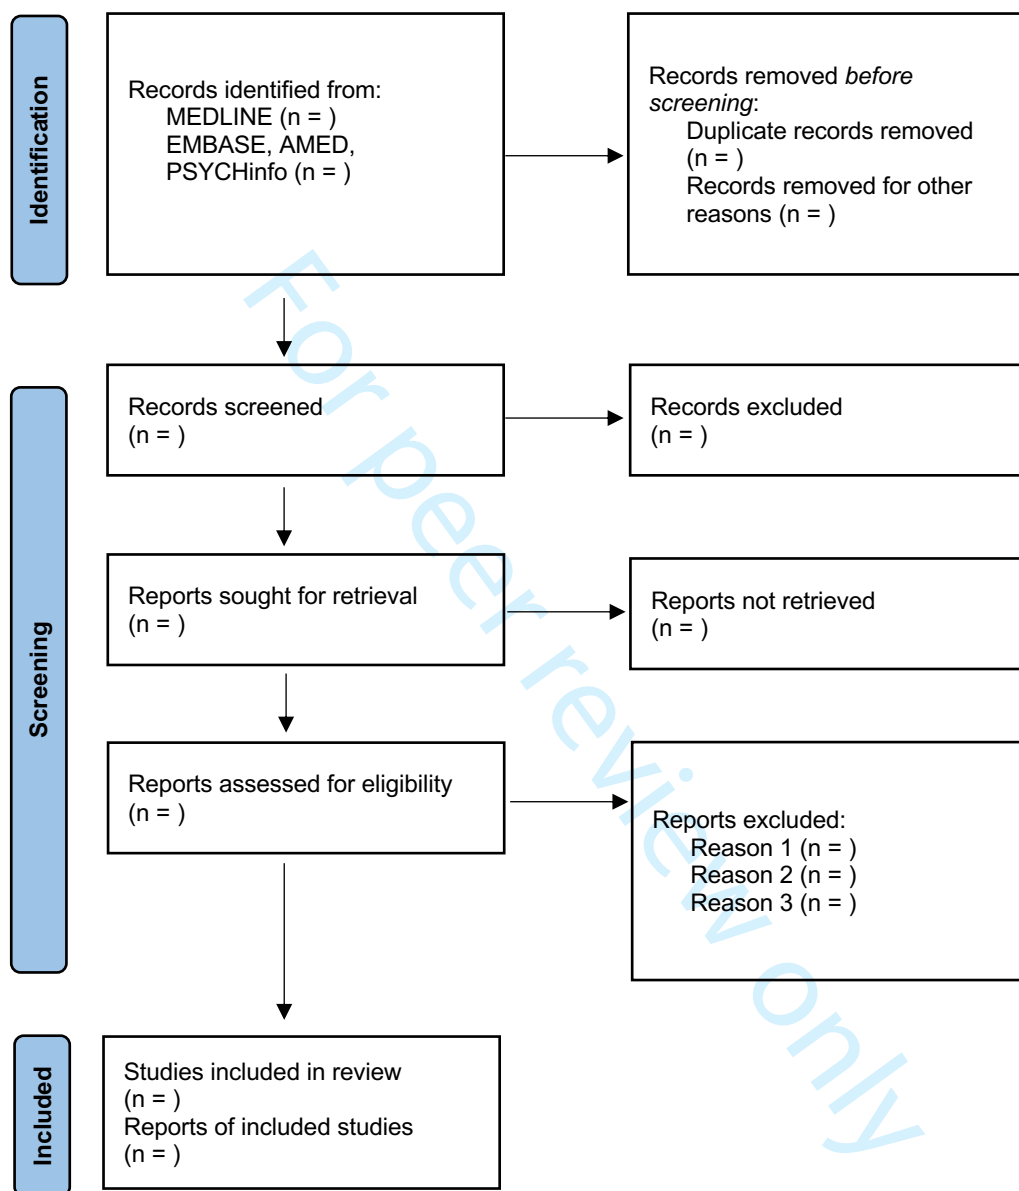 Identification
Records identified from:
MEDLINE (n = )
EMBASE, AMED,
PSYCHinfo (n = )
Records removed before
screening:
Duplicate records removed
(n = )
Records removed for other
reasons (n = )
Screening
Records screened
(n = )
Records excluded
(n = )
Reports sought for retrieval
(n = )
Reports not retrieved
(n = )
Reports assessed for eligibility
(n = )
Reports excluded:
Reason 1 (n = )
Reason 2 (n = )
Reason 3 (n = )
Included
Studies included in review
(n = )
Reports of included studies
(n = )
For peer review only